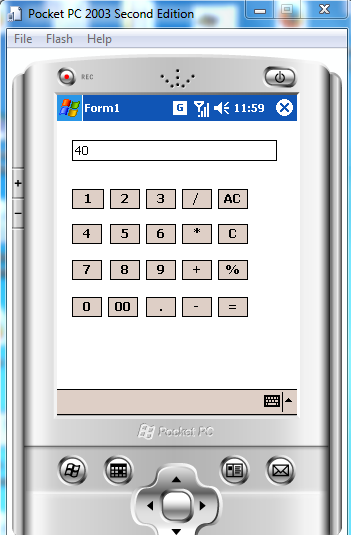 Pocket PC 2003 Second Edition
File Flash Help
REC
Form1 G 11:59
40
1 2 3 / AC
4 5 6 * C
7 8 9 + %
0 00 . - =
Pocket PC